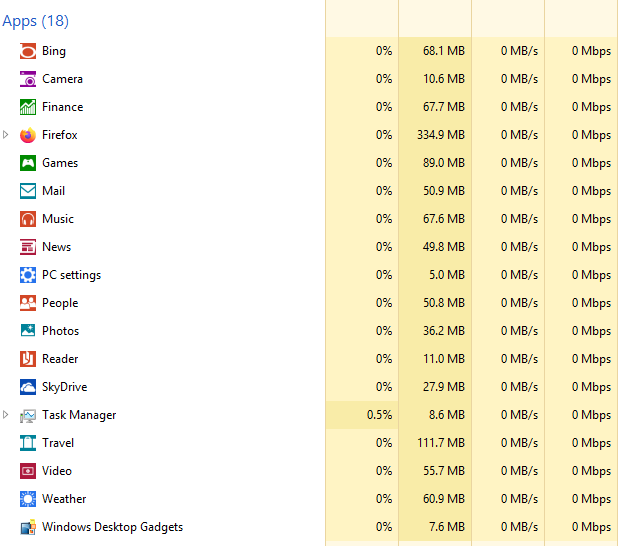 Apps (18)
Bing 0% 68.1 MB 0 MB/s 0 Mbps
Camera 0% 10.6 MB 0 MB/s 0 Mbps
Finance 0% 67.7 MB 0 MB/s 0 Mbps
Firefox 0% 334.9 MB 0 MB/s 0 Mbps
Games 0% 89.0 MB 0 MB/s 0 Mbps
Mail 0% 50.9 MB 0 MB/s 0 Mbps
Music 0% 67.6 MB 0 MB/s 0 Mbps
News 0% 49.8 MB 0 MB/s 0 Mbps
PC settings 0% 5.0 MB 0 MB/s 0 Mbps
People 0% 50.8 MB 0 MB/s 0 Mbps
Photos 0% 36.2 MB 0 MB/s 0 Mbps
Reader 0% 11.0 MB 0 MB/s 0 Mbps
SkyDrive 0% 27.9 MB 0 MB/s 0 Mbps
Task Manager 0.5% 8.6 MB 0 MB/s 0 Mbps
Travel 0% 111.7 MB 0 MB/s 0 Mbps
Video 0% 55.7 MB 0 MB/s 0 Mbps
Weather 0% 60.9 MB 0 MB/s 0 Mbps
Windows Desktop Gadgets 0% 7.6 MB 0 MB/s 0 Mbps